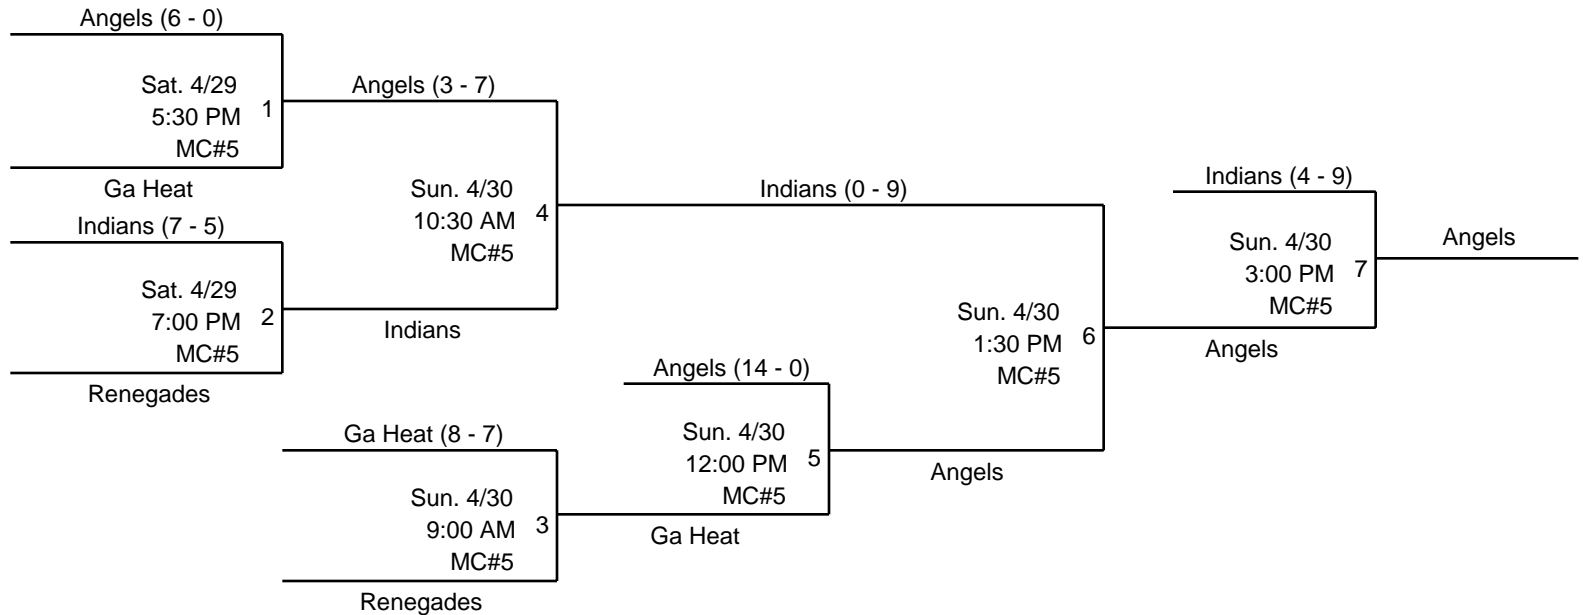 Angels (6 - 0)
Sat. 4/29
5:30 PM
MC#5
1
Ga Heat
Indians (7 - 5)
Sat. 4/29
7:00 PM
MC#5
2
Renegades
Angels (3 - 7)
Sun. 4/30
10:30 AM
MC#5
4
Indians
Ga Heat (8 - 7)
Sun. 4/30
9:00 AM
MC#5
3
Renegades
Indians (0 - 9)
Angels (14 - 0)
Sun. 4/30
12:00 PM
MC#5
5
Ga Heat
Sun. 4/30
1:30 PM
MC#5
6
Angels
Indians (4 - 9)
Sun. 4/30
3:00 PM
MC#5
7
Angels
Angels